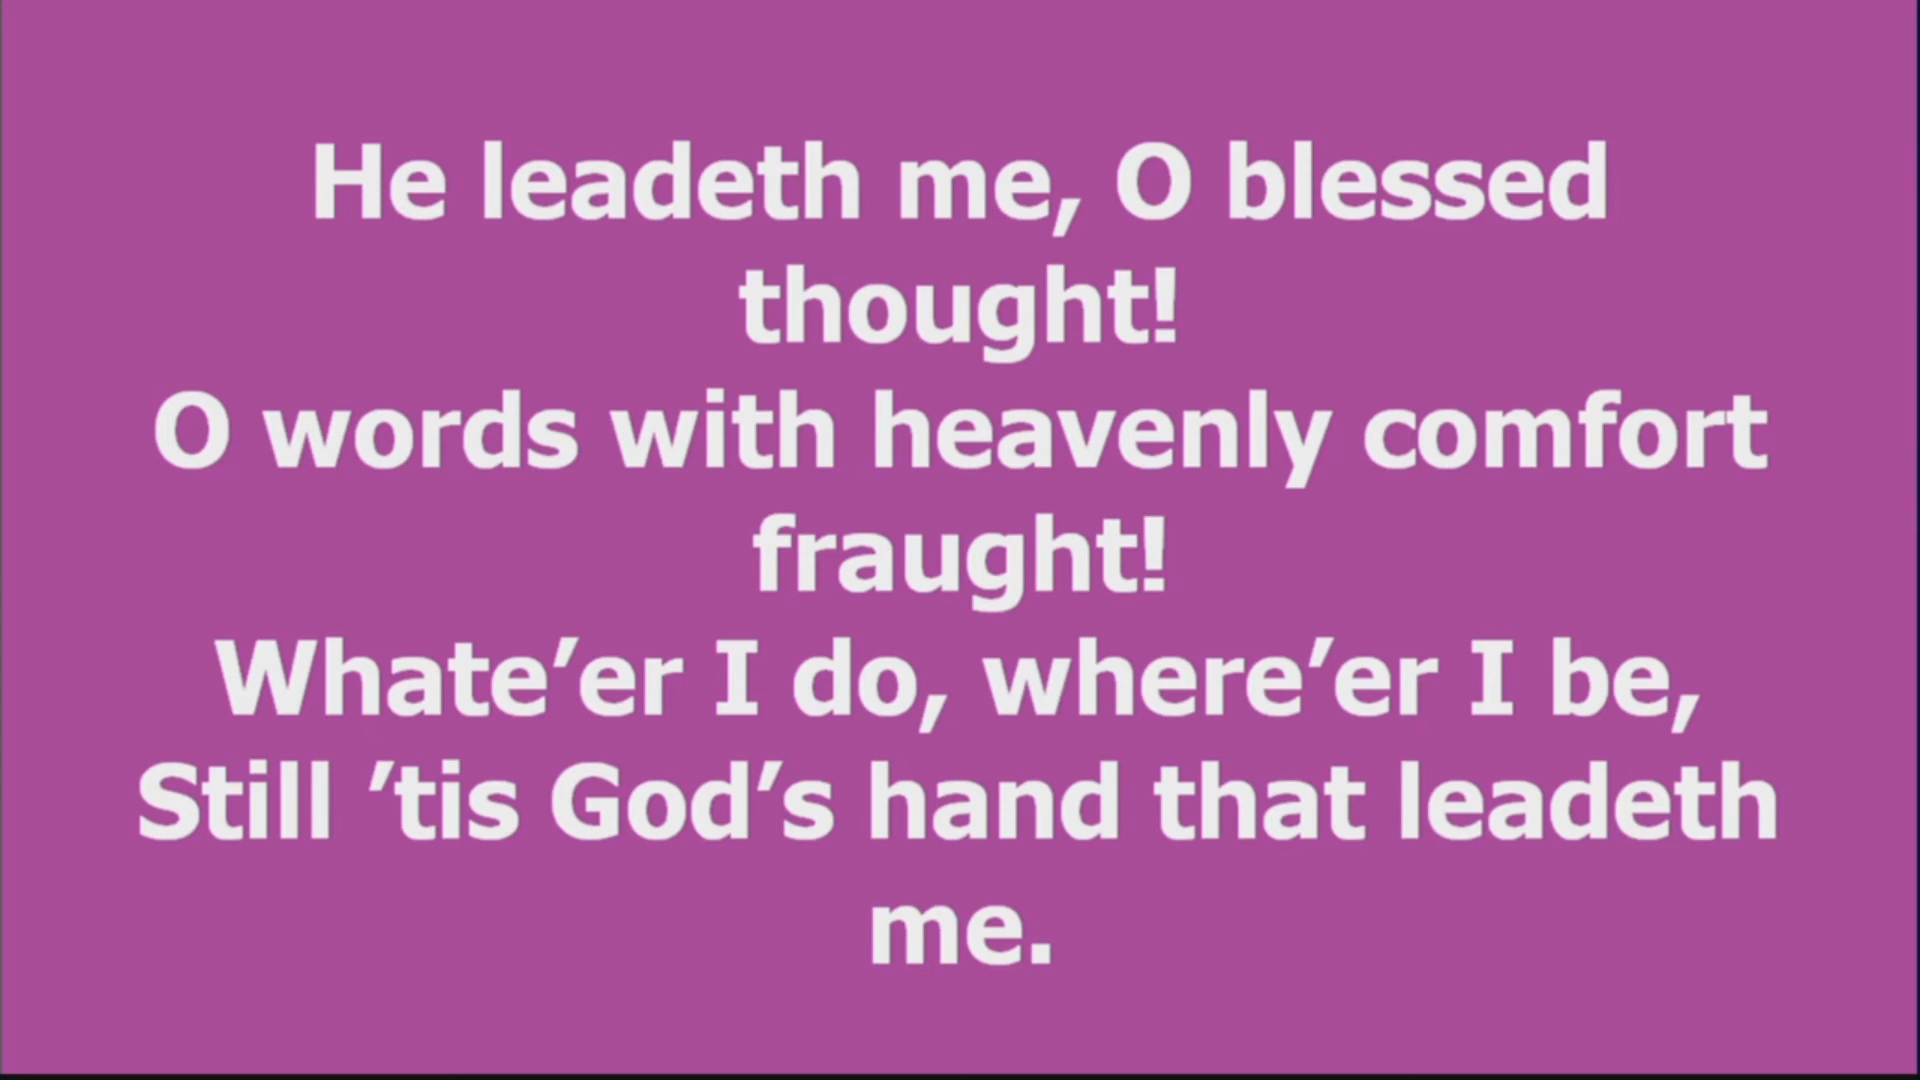 He leadeth me, O blessed
thought!
O words with heavenly comfort
fraught!
Whate’er I do, where’er I be,
Still ’tis God’s hand that leadeth
me.